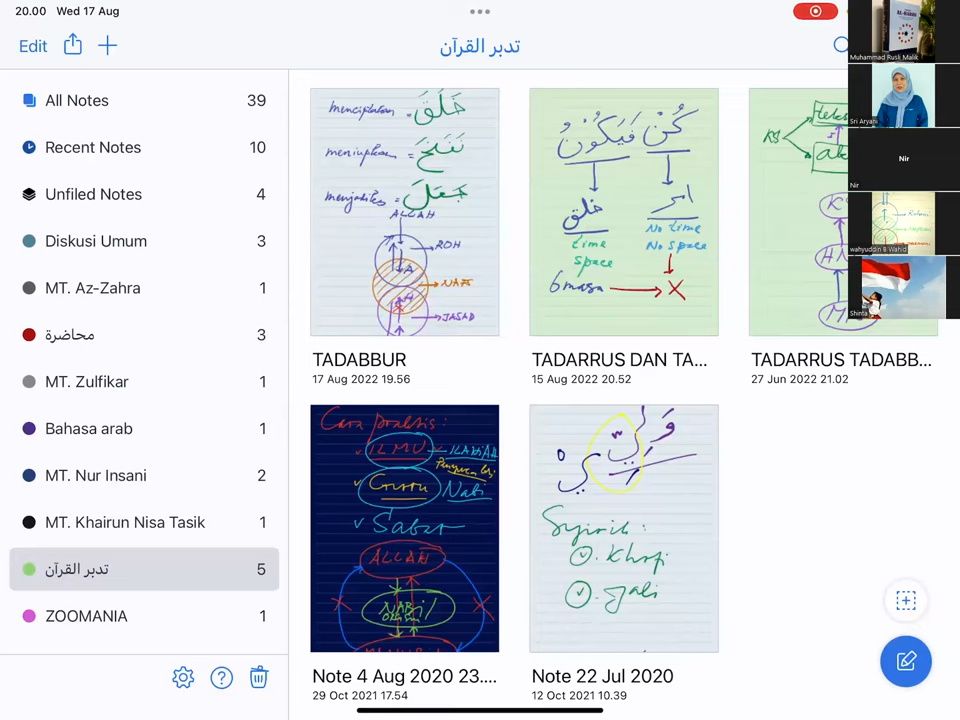 20.00 Wed 17 Aug
Edit
تدبر القرآن
All Notes 39
Recent Notes 10
Unfiled Notes 4
Diskusi Umum 3
MT. Az-Zahra 1
محاضرة 3
MT. Zulfikar 1
Bahasa arab 1
MT. Nur Insani 2
MT. Khairun Nisa Tasik 1
تدبر القرآن 5
ZOOMANIA 1
menciptakan = خَلَقَ
meniupkan = نَفَخَ
menjadikan = جَعَلَ
ALLAH
ROH
NAFS
JASAD
TADABBUR
17 Aug 2022 19.56
كُنْ فَيَكُوْنُ
خلق امر
time No time
space No space
6 masa X
TADARRUS DAN TA...
15 Aug 2022 20.52
teks
TADARRUS TADABB...
27 Jun 2022 21.02
Cara praktis:
ILMU
Guru Nabi
Sabar
ALLAH
NABI/
Note 4 Aug 2020 23....
29 Oct 2021 17.54
Syirik:
Khofi
Jali
Note 22 Jul 2020
12 Oct 2021 10.39
Muhammad Rusli Malik
Sri Aryani
Nir
Nir
wahyuddin B Wahid
Shinta